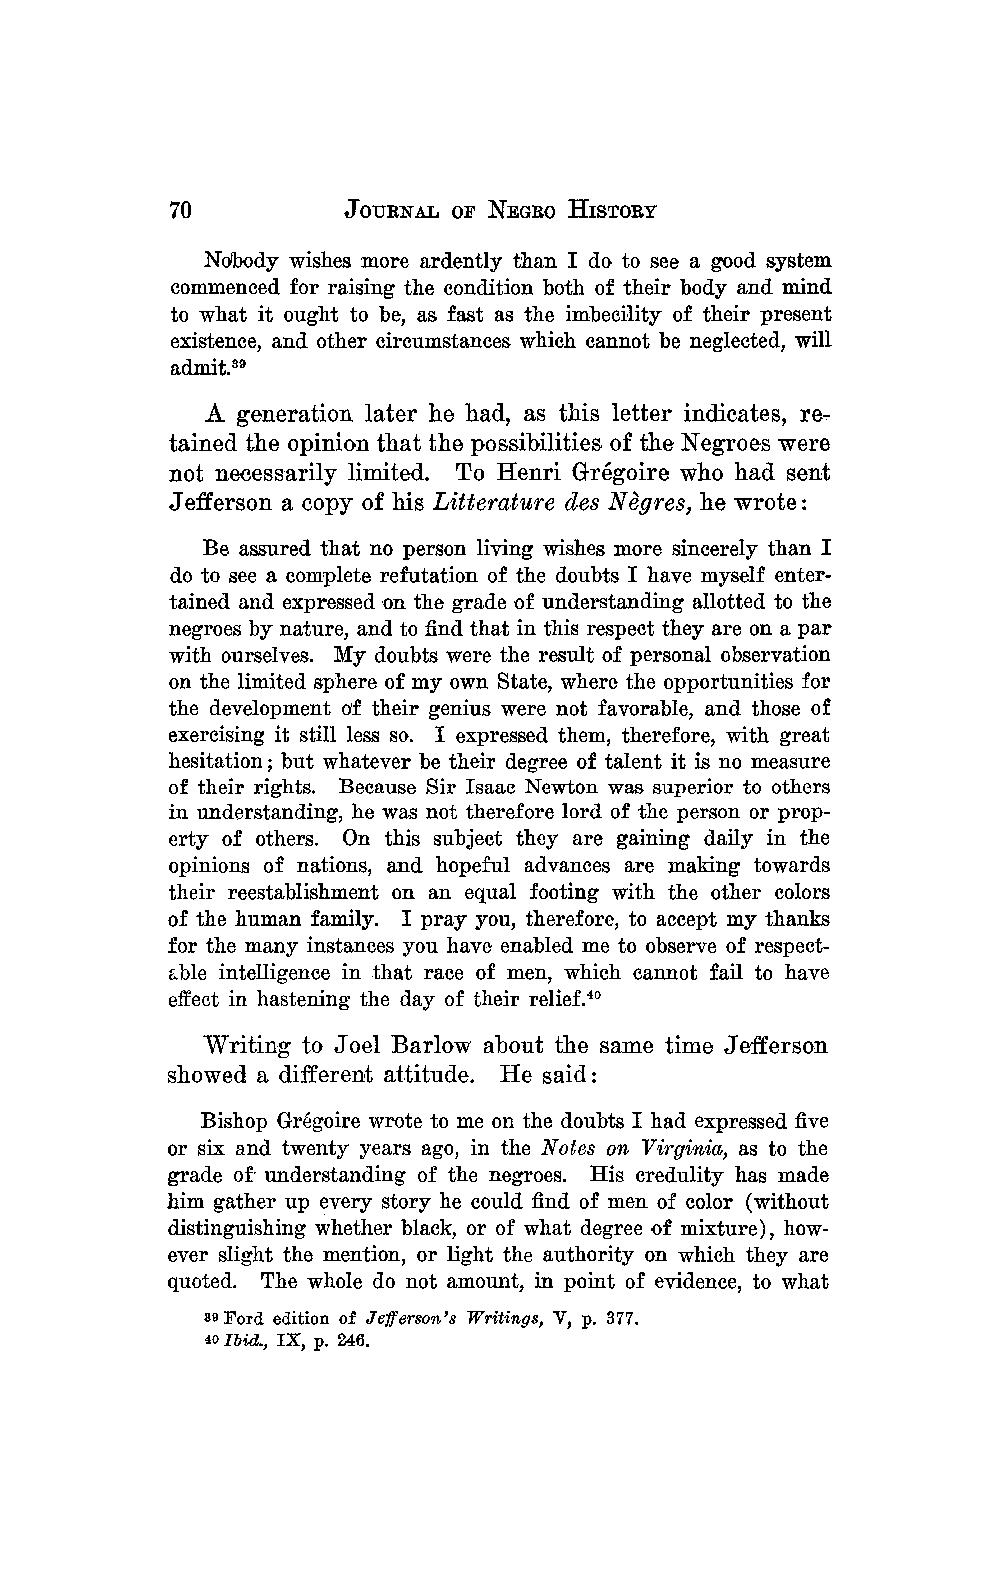 70 JOURNAL OF NEGRO HISTORY
Nobody wishes more ardently than I do to see a good system
commenced for raising the condition both of their body and mind
to what it ought to be, as fast as the imbecility of their present
existence, and other circumstances which cannot be neglected, will
admit.39
A generation later he had, as this letter indicates, re-
tained the opinion that the possibilities of the Negroes were
not necessarily limited. To Henri Grégoire who had sent
Jefferson a copy of his Litterature des Nègres, he wrote:
Be assured that no person living wishes more sincerely than I
do to see a complete refutation of the doubts I have myself enter-
tained and expressed on the grade of understanding allotted to the
negroes by nature, and to find that in this respect they are on a par
with ourselves. My doubts were the result of personal observation
on the limited sphere of my own State, where the opportunities for
the development of their genius were not favorable, and those of
exercising it still less so. I expressed them, therefore, with great
hesitation; but whatever be their degree of talent it is no measure
of their rights. Because Sir Isaac Newton was superior to others
in understanding, he was not therefore lord of the person or prop-
erty of others. On this subject they are gaining daily in the
opinions of nations, and hopeful advances are making towards
their reestablishment on an equal footing with the other colors
of the human family. I pray you, therefore, to accept my thanks
for the many instances you have enabled me to observe of respect-
able intelligence in that race of men, which cannot fail to have
effect in hastening the day of their relief.40
Writing to Joel Barlow about the same time Jefferson
showed a different attitude. He said:
Bishop Grégoire wrote to me on the doubts I had expressed five
or six and twenty years ago, in the Notes on Virginia, as to the
grade of understanding of the negroes. His credulity has made
him gather up every story he could find of men of color (without
distinguishing whether black, or of what degree of mixture), how-
ever slight the mention, or light the authority on which they are
quoted. The whole do not amount, in point of evidence, to what
39 Ford edition of Jefferson's Writings, V, p. 377.
40 Ibid., IX, p. 246.